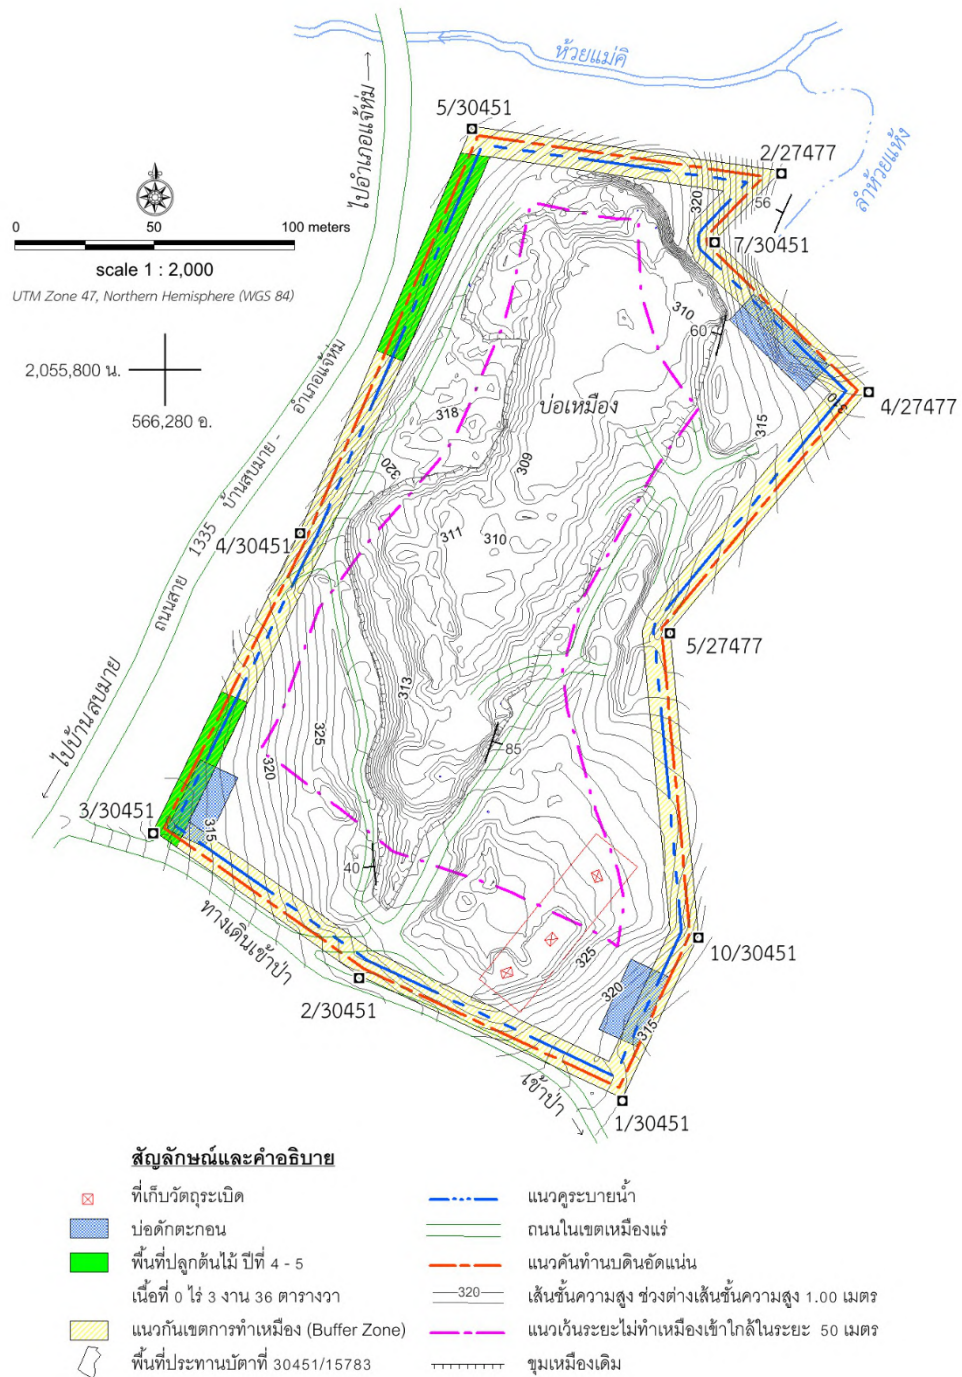 ห้วยแม่คิ
ลำห้วยแห้ง
ไปอำเภอแจ้ห่ม
5/30451
2/27477
320
56
7/30451
0 50 100 meters
scale 1 : 2,000
UTM Zone 47, Northern Hemisphere (WGS 84)
2,055,800 น.
566,280 อ.
310
60
4/27477
310
315
บ่อเหมือง
318
320
309
311
310
4/30451
ถนนสาย 1335 บ้านสบมาย - อำเภอแจ้ห่ม
5/27477
ไปบ้านสบมาย
313
325
320
85
3/30451
315
40
ทางเดินเข้าป่า
10/30451
325
320
315
2/30451
เข้าป่า
1/30451
สัญลักษณ์และคำอธิบาย
ที่เก็บวัตถุระเบิด
แนวคูระบายน้ำ
บ่อดักตะกอน
ถนนในเขตเหมืองแร่
พื้นที่ปลูกต้นไม้ ปีที่ 4 - 5
แนวคันทำนบดินอัดแน่น
เนื้อที่ 0 ไร่ 3 งาน 36 ตารางวา
320 เส้นชั้นความสูง ช่วงต่างเส้นชั้นความสูง 1.00 เมตร
แนวกันเขตการทำเหมือง (Buffer Zone)
แนวเว้นระยะไม่ทำเหมืองเข้าใกล้ในระยะ 50 เมตร
พื้นที่ประทานบัตรที่ 30451/15783
ขุมเหมืองเดิม